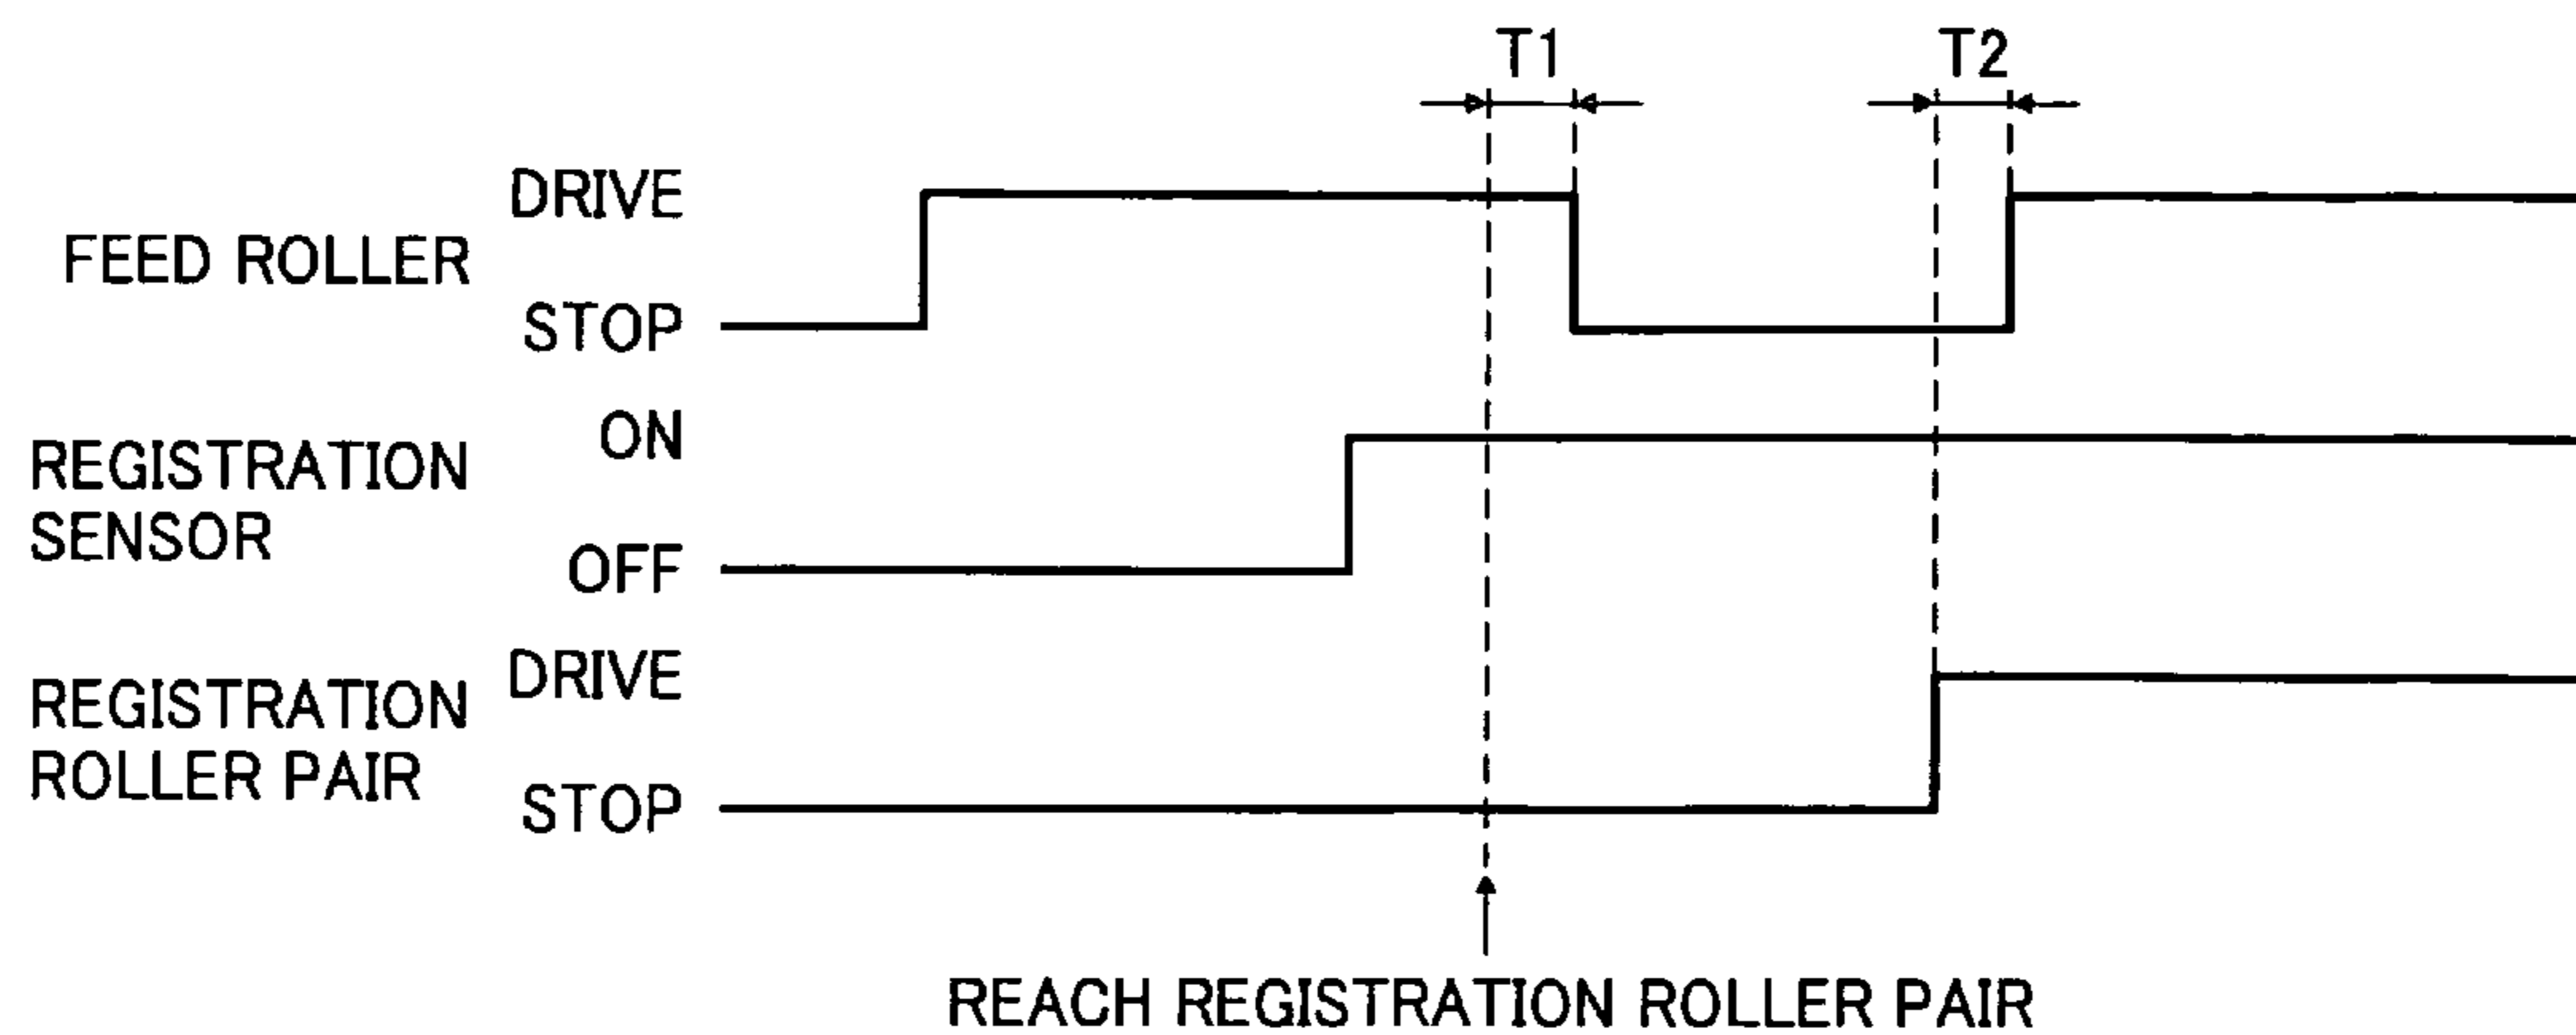 T1
T2
DRIVE
FEED ROLLER
STOP
ON
REGISTRATION
SENSOR
OFF
DRIVE
REGISTRATION
ROLLER PAIR
STOP
REACH REGISTRATION ROLLER PAIR